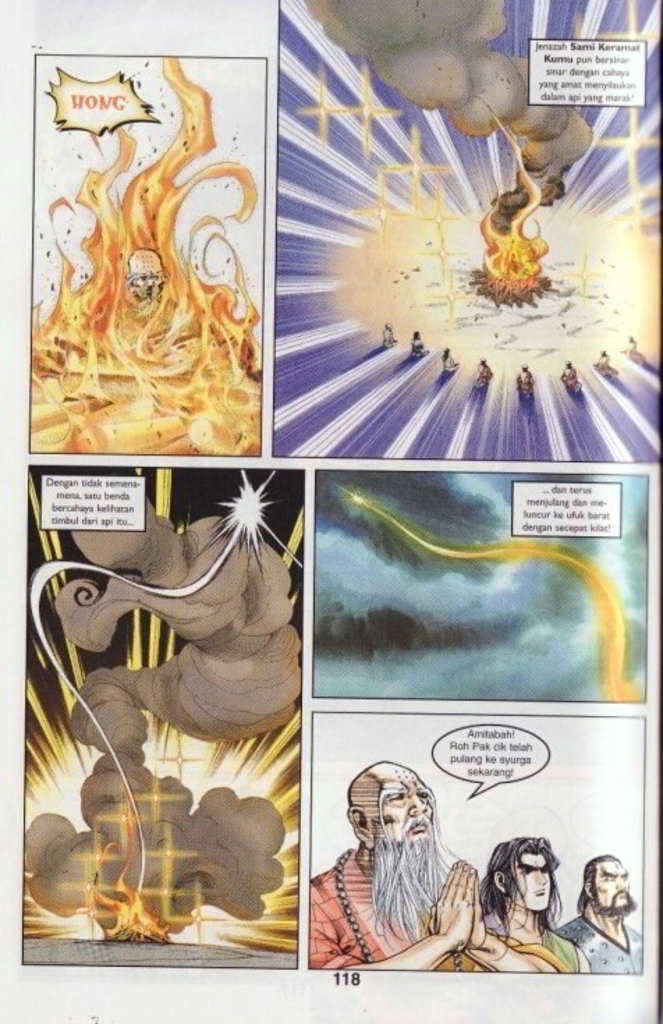 HONG
Jenazah Sami Keramat
Kumu pun bersinar-
sinar dengan cahaya
yang amat menyilaukan
dalam api yang marak!
Dengan tidak semena-
mena, satu benda
bercahaya kelihatan
timbul dari api itu...
... dan terus
menjulang dan me-
luncur ke ufuk barat
dengan secepat kilat!
Amitabah!
Roh Pak cik telah
pulang ke syurga
sekarang!
118